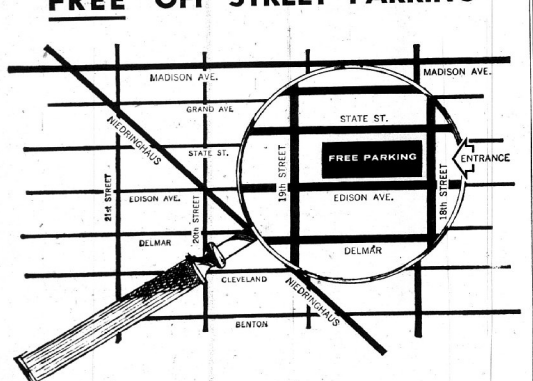 FREE OFF STREET PARKING
MADISON AVE.
MADISON AVE.
GRAND AVE
NIEDRINGHAUS
STATE ST.
STATE ST.
FREE PARKING
ENTRANCE
19th STREET
18th STREET
21st STREET
20th STREET
EDISON AVE.
EDISON AVE.
DELMAR
DELMAR
CLEVELAND
NIEDRINGHAUS
BENTON